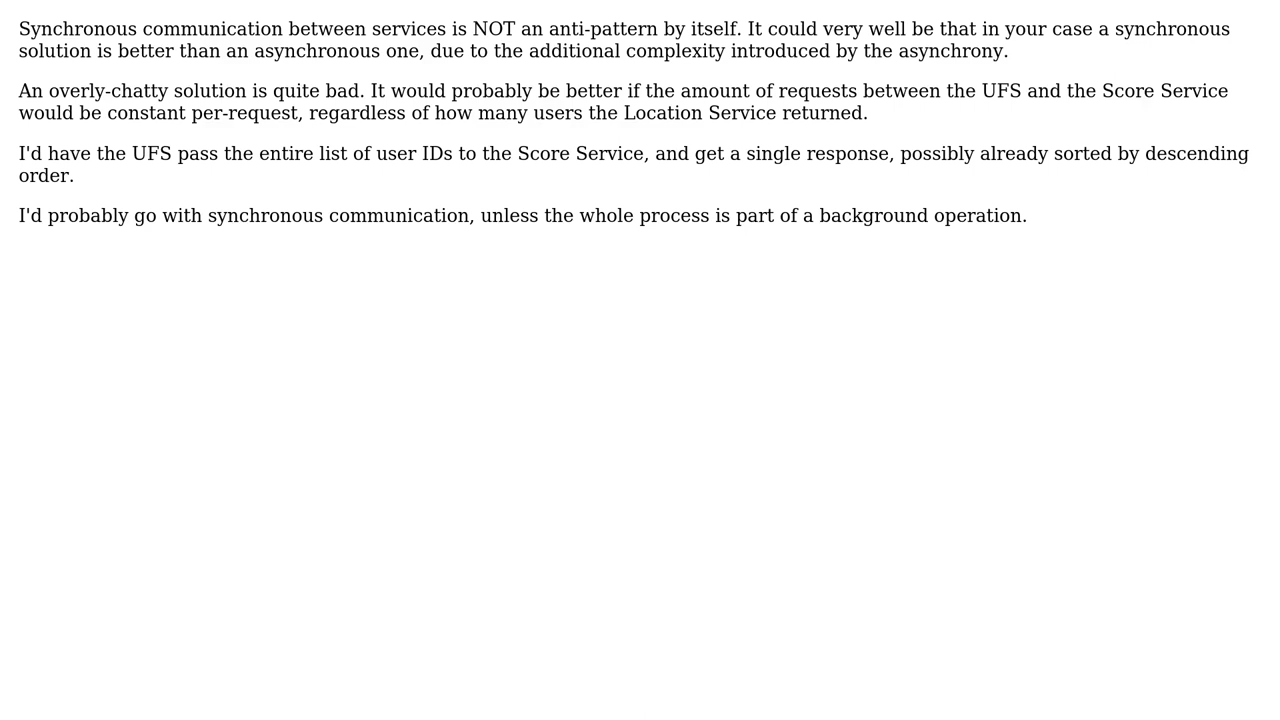 Synchronous communication between services is NOT an anti-pattern by itself. It could very well be that in your case a synchronous
solution is better than an asynchronous one, due to the additional complexity introduced by the asynchrony.
An overly-chatty solution is quite bad. It would probably be better if the amount of requests between the UFS and the Score Service
would be constant per-request, regardless of how many users the Location Service returned.
I'd have the UFS pass the entire list of user IDs to the Score Service, and get a single response, possibly already sorted by descending
order.
I'd probably go with synchronous communication, unless the whole process is part of a background operation.